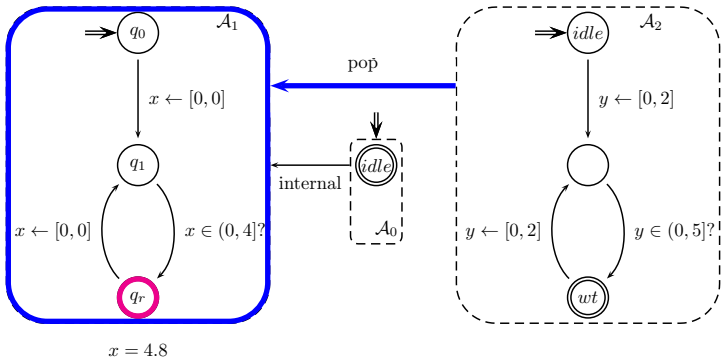 q₀
𝒜₁
x ← [0, 0]
q₁
x ← [0, 0]
x ∈ (0, 4]?
qᵣ
x = 4.8
pop
idle
internal
𝒜₀
idle
𝒜₂
y ← [0, 2]
y ← [0, 2]
y ∈ (0, 5]?
wt